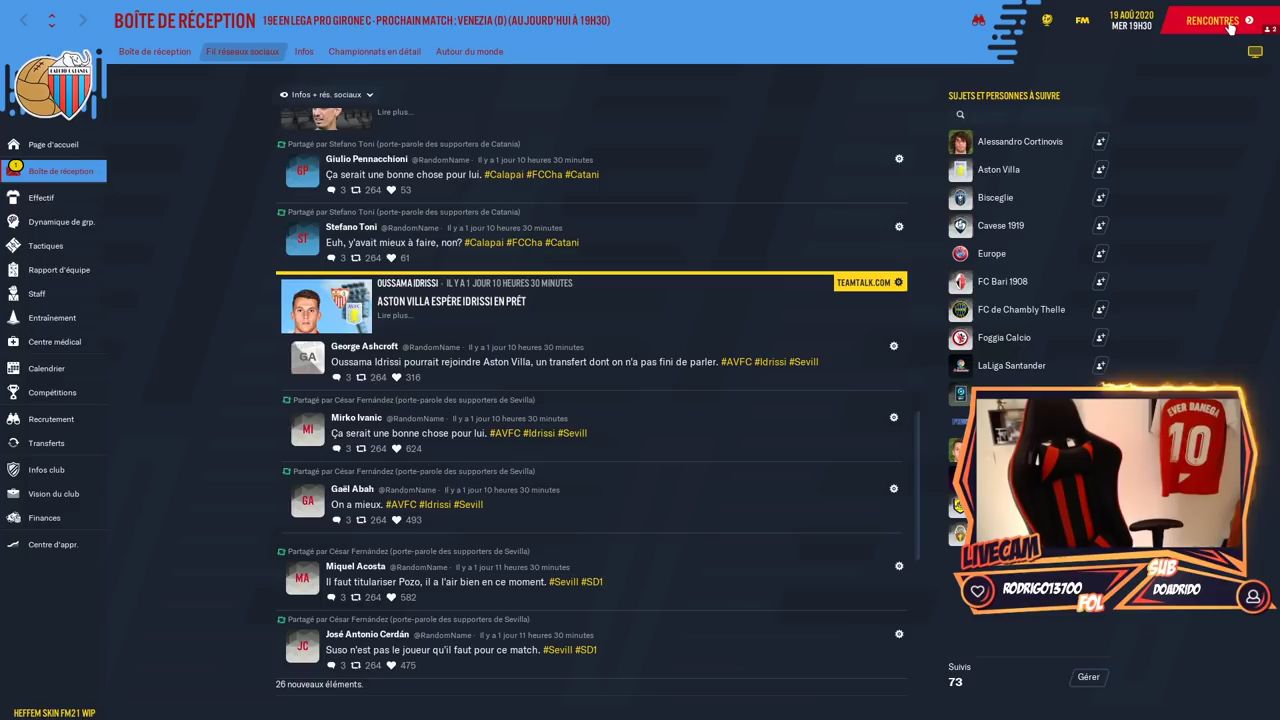 BOÎTE DE RÉCEPTION
19E EN LEGA PRO GIRONE C · PROCHAIN MATCH : VENEZIA (D) (AUJOURD'HUI À 19H30)
FM
19 AOÛ 2020
MER 19H30
RENCONTRES
2
Boîte de réception
Fil réseaux sociaux
Infos
Championnats en détail
Autour du monde
Page d'accueil
1
Boîte de réception
Effectif
Dynamique de grp.
Tactiques
Rapport d'équipe
Staff
Entraînement
Centre médical
Calendrier
Compétitions
Recrutement
Transferts
Infos club
Vision du club
Finances
Centre d'appr.
HEFFEM SKIN FM21 WIP
Infos + rés. sociaux
Lire plus...
Partagé par Stefano Toni (porte-parole des supporters de Catania)
GP
Giulio Pennacchioni @RandomName · Il y a 1 jour 10 heures 30 minutes
Ça serait une bonne chose pour lui. #Calapai #FCCha #Catani
3 264 53
Partagé par Stefano Toni (porte-parole des supporters de Catania)
ST
Stefano Toni @RandomName · Il y a 1 jour 10 heures 30 minutes
Euh, y'avait mieux à faire, non? #Calapai #FCCha #Catani
3 264 61
OUSSAMA IDRISSI · IL Y A 1 JOUR 10 HEURES 30 MINUTES
TEAMTALK.COM
ASTON VILLA ESPÈRE IDRISSI EN PRÊT
Lire plus...
GA
George Ashcroft @RandomName · Il y a 1 jour 10 heures 30 minutes
Oussama Idrissi pourrait rejoindre Aston Villa, un transfert dont on n'a pas fini de parler. #AVFC #Idrissi #Sevill
3 264 316
Partagé par César Fernández (porte-parole des supporters de Sevilla)
MI
Mirko Ivanic @RandomName · Il y a 1 jour 10 heures 30 minutes
Ça serait une bonne chose pour lui. #AVFC #Idrissi #Sevill
3 264 624
Partagé par César Fernández (porte-parole des supporters de Sevilla)
GA
Gaël Abah @RandomName · Il y a 1 jour 10 heures 30 minutes
On a mieux. #AVFC #Idrissi #Sevill
3 264 493
Partagé par César Fernández (porte-parole des supporters de Sevilla)
MA
Miquel Acosta @RandomName · Il y a 1 jour 11 heures 30 minutes
Il faut titulariser Pozo, il a l'air bien en ce moment. #Sevill #SD1
3 264 582
Partagé par César Fernández (porte-parole des supporters de Sevilla)
JC
José Antonio Cerdán @RandomName · Il y a 1 jour 11 heures 30 minutes
Suso n'est pas le joueur qu'il faut pour ce match. #Sevill #SD1
3 264 475
26 nouveaux éléments.
SUJETS ET PERSONNES À SUIVRE
Alessandro Cortinovis
Aston Villa
Bisceglie
Cavese 1919
Europe
FC Bari 1908
FC de Chambly Thelle
Foggia Calcio
LaLiga Santander
EVER BANEGA
10
LIVECAM
RODRIGO13700
FOL
SUB
DOADRIDO
Suivis
73
Gérer